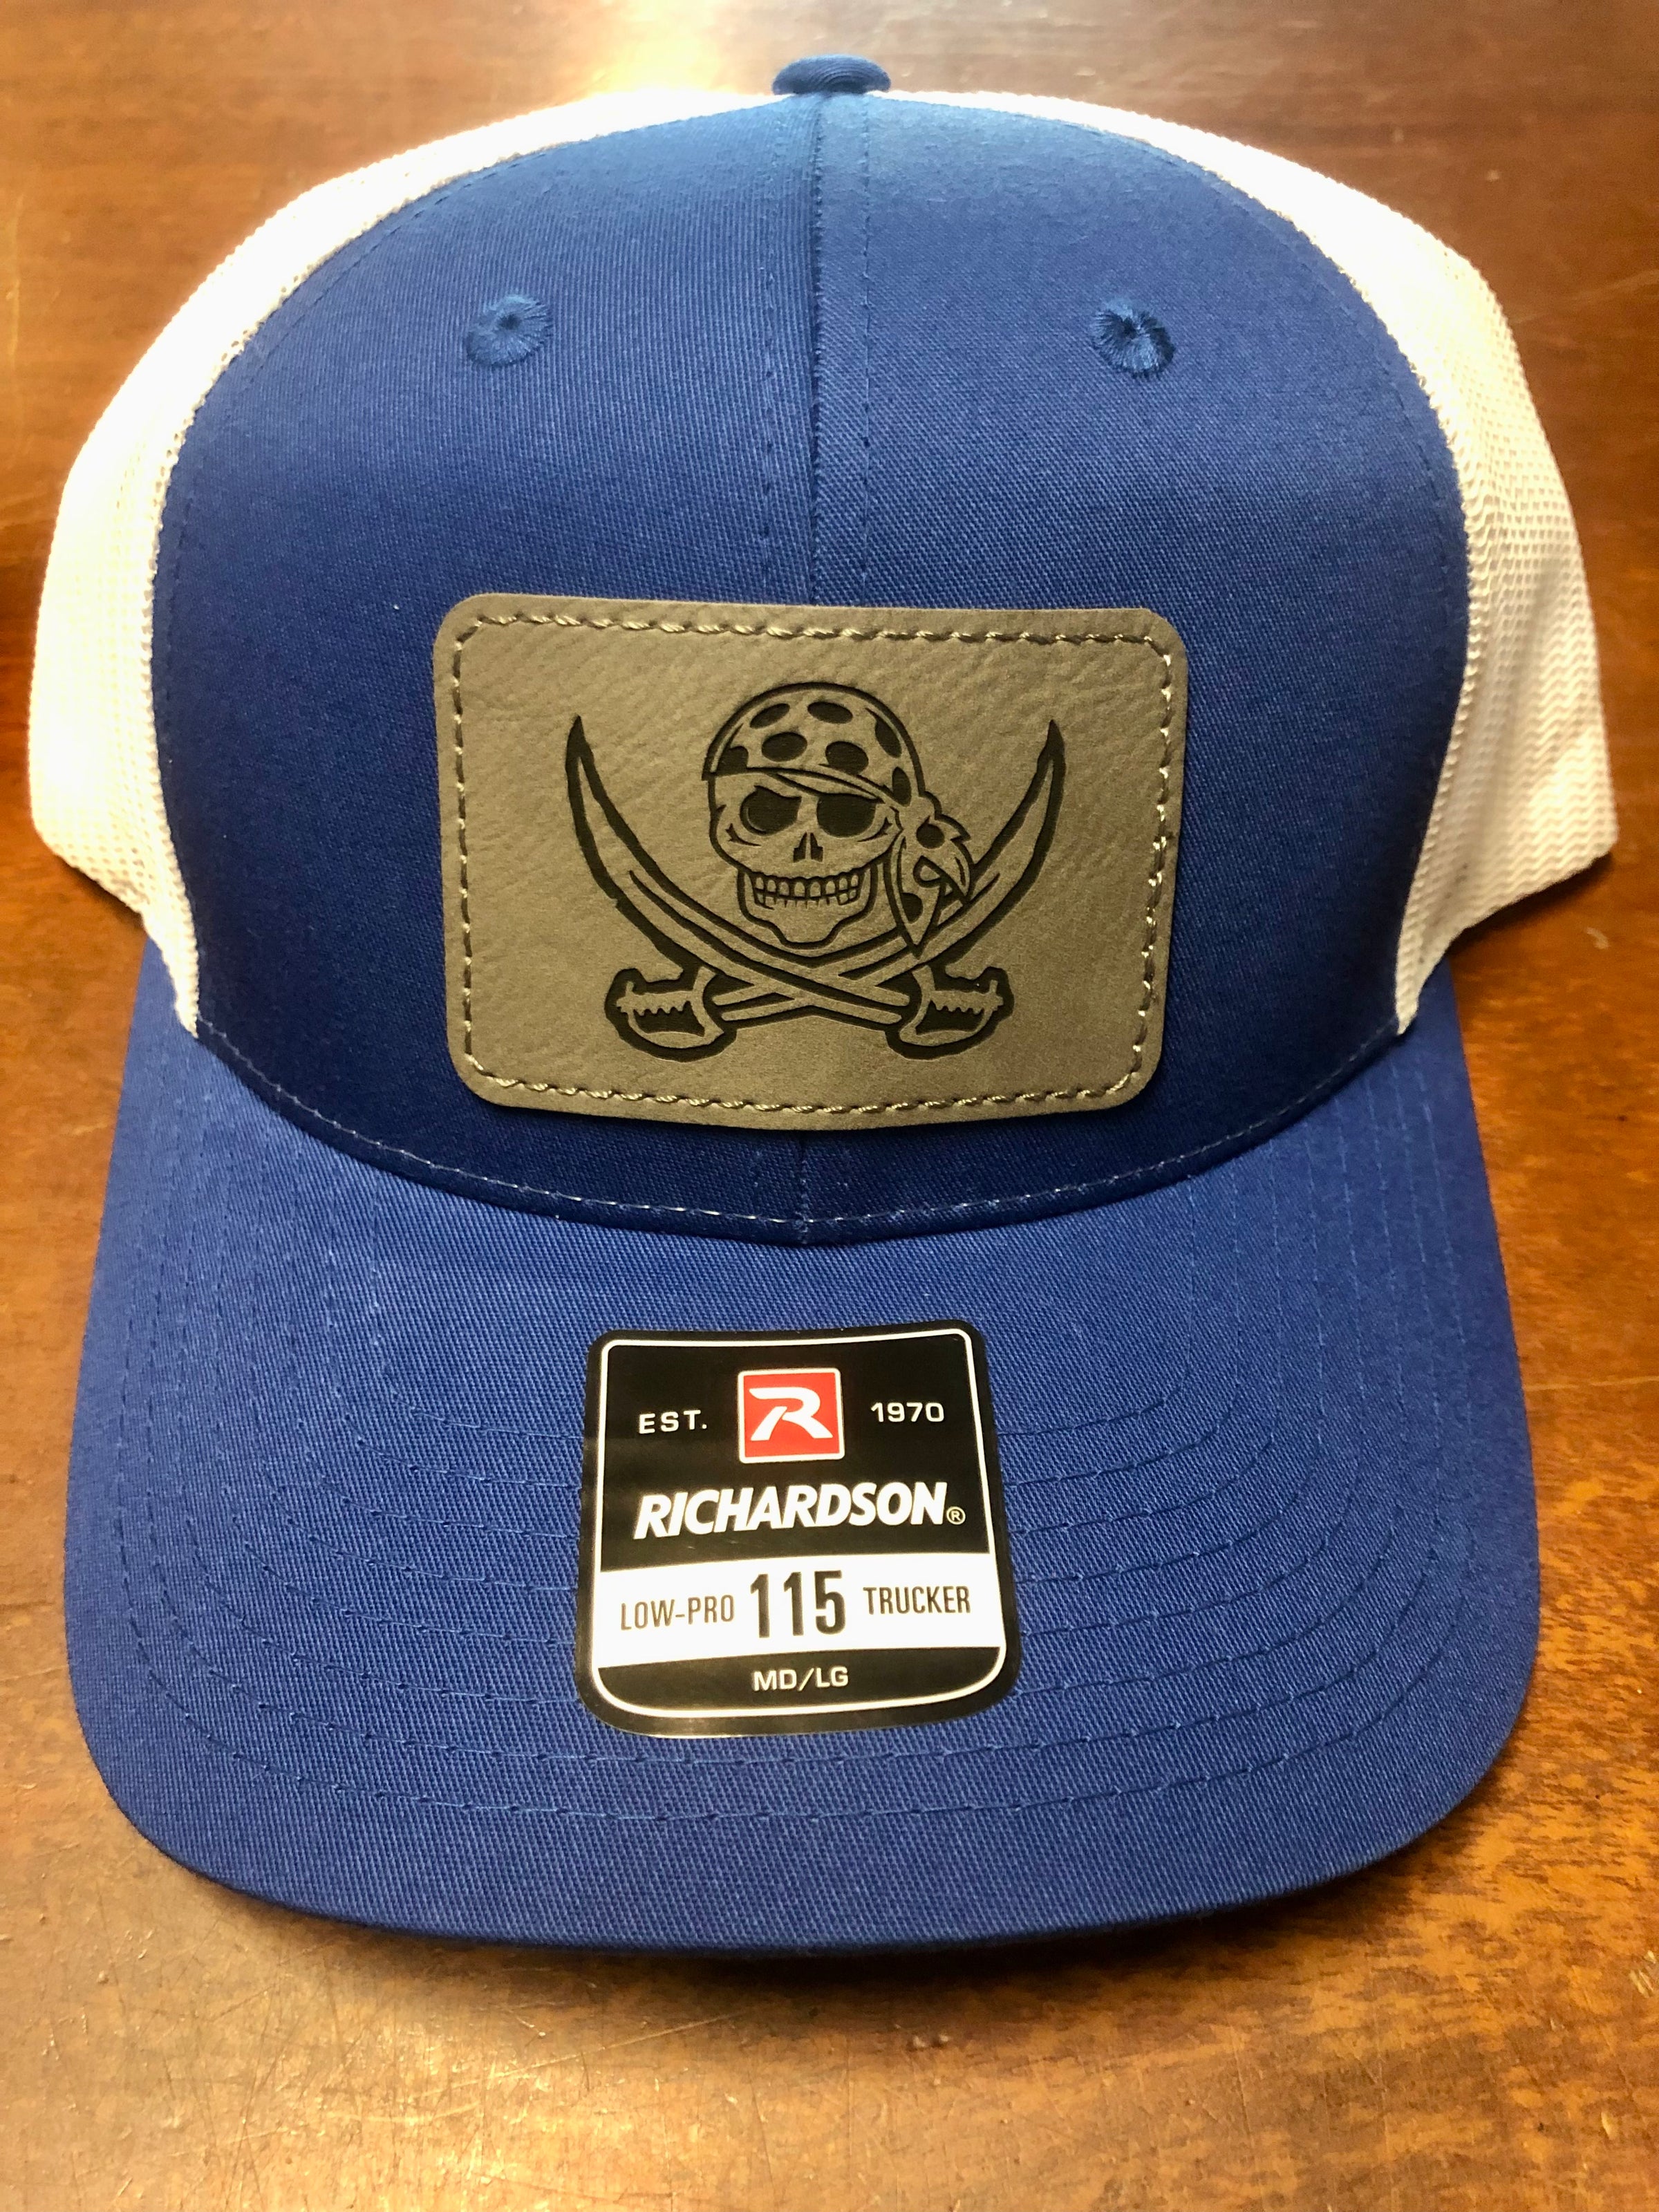 EST. R 1970
RICHARDSON®
LOW-PRO 115 TRUCKER
MD/LG